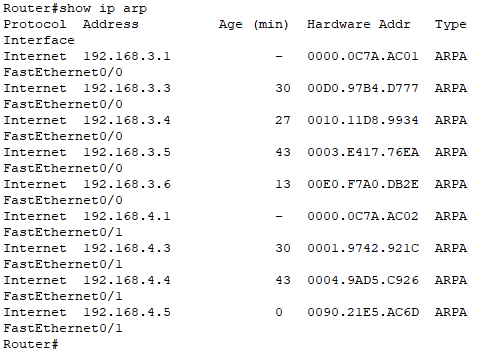 Router#show ip arp
Protocol  Address          Age (min)  Hardware Addr   Type
Interface
Internet  192.168.3.1             -   0000.0C7A.AC01  ARPA
FastEthernet0/0
Internet  192.168.3.3             30  00D0.97B4.D777  ARPA
FastEthernet0/0
Internet  192.168.3.4             27  0010.11D8.9934  ARPA
FastEthernet0/0
Internet  192.168.3.5             43  0003.E417.76EA  ARPA
FastEthernet0/0
Internet  192.168.3.6             13  00E0.F7A0.DB2E  ARPA
FastEthernet0/0
Internet  192.168.4.1             -   0000.0C7A.AC02  ARPA
FastEthernet0/1
Internet  192.168.4.3             30  0001.9742.921C  ARPA
FastEthernet0/1
Internet  192.168.4.4             43  0004.9AD5.C926  ARPA
FastEthernet0/1
Internet  192.168.4.5             0   0090.21E5.AC6D  ARPA
FastEthernet0/1
Router#